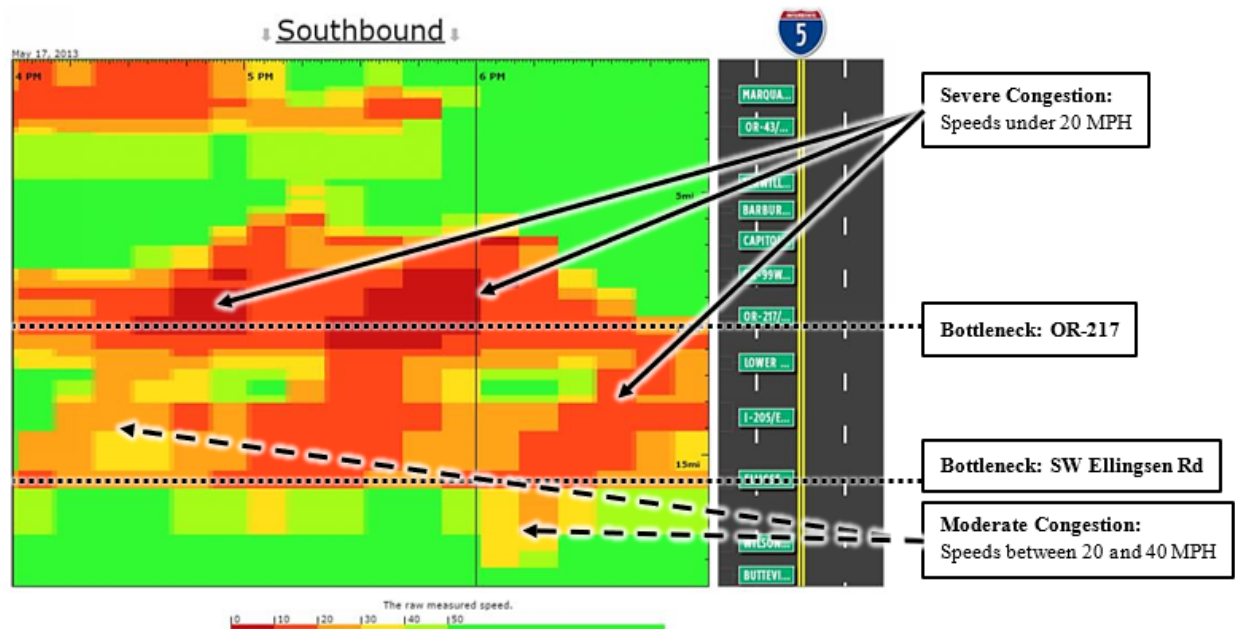 Southbound
May 17, 2013
4 PM
5 PM
6 PM
5mi
15mi
INTERSTATE
5
MARQUA...
OR-43/...
BARBUR...
OR-217/...
LOWER ...
I-205/E...
WILSON...
BUTTEVI...
Severe Congestion:
Speeds under 20 MPH
Bottleneck: OR-217
Bottleneck: SW Ellingsen Rd
Moderate Congestion:
Speeds between 20 and 40 MPH
The raw measured speed.
0 10 20 30 40 50